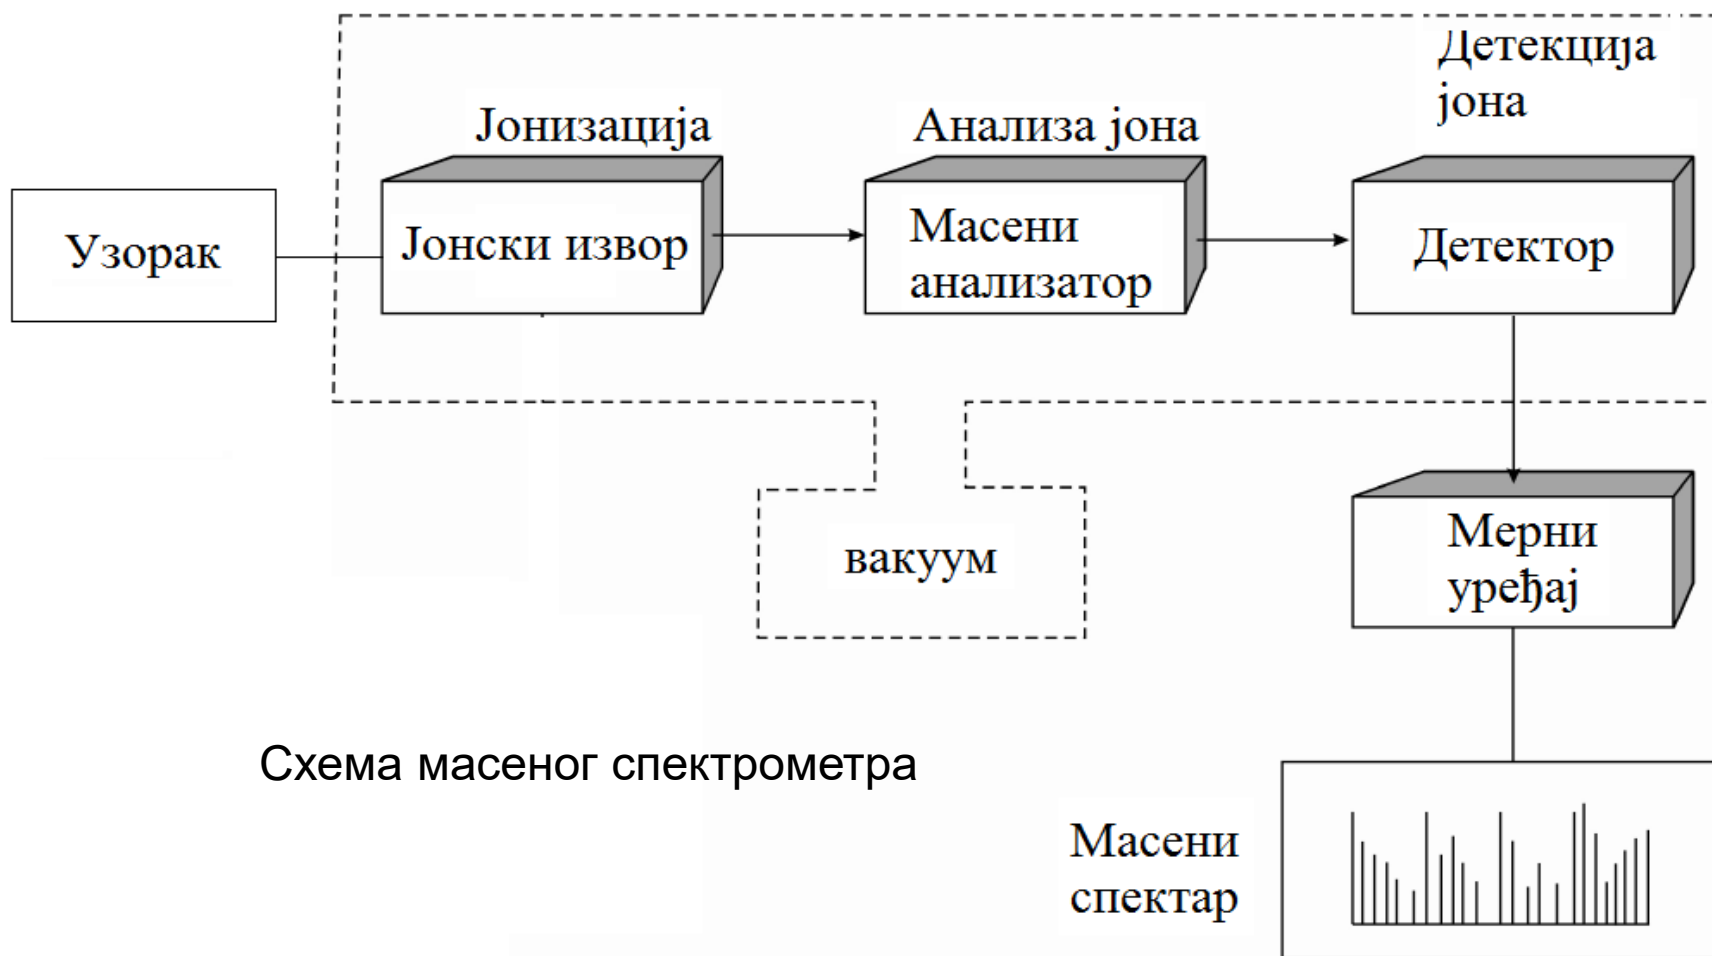 Детекција
јона
Јонизација
Анализа јона
Узорак
Јонски извор
Масени
анализатор
Детектор
вакуум
Мерни
уређај
Схема масеног спектрометра
Масени
спектар